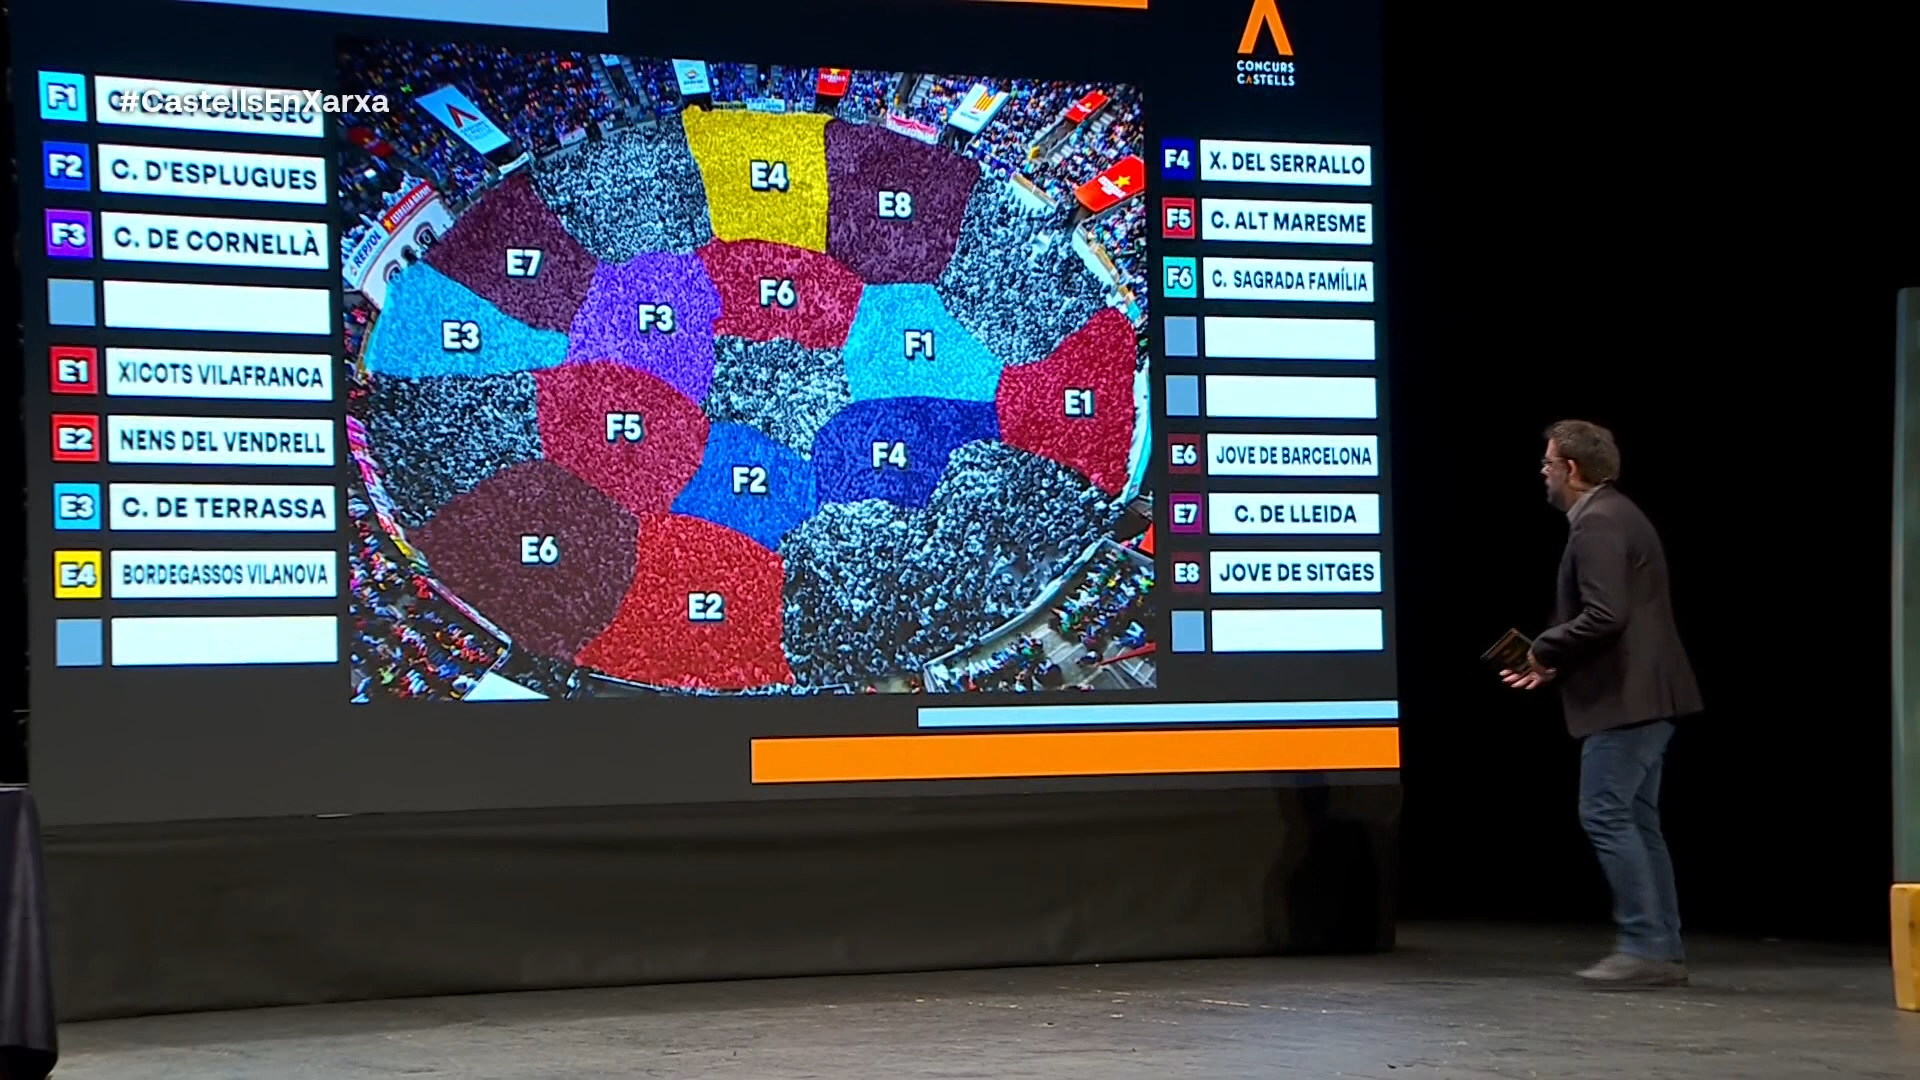 #CastellsEnXarxa
F1
F2 C. D'ESPLUGUES
F3 C. DE CORNELLÀ
E1 XICOTS VILAFRANCA
E2 NENS DEL VENDRELL
E3 C. DE TERRASSA
E4 BORDEGASSOS VILANOVA
E4
E8
E7
F6
F3
E3
F1
E1
F5
F4
F2
E6
E2
CONCURS
CASTELLS
F4 X. DEL SERRALLO
F5 C. ALT MARESME
F6 C. SAGRADA FAMÍLIA
E6 JOVE DE BARCELONA
E7 C. DE LLEIDA
E8 JOVE DE SITGES